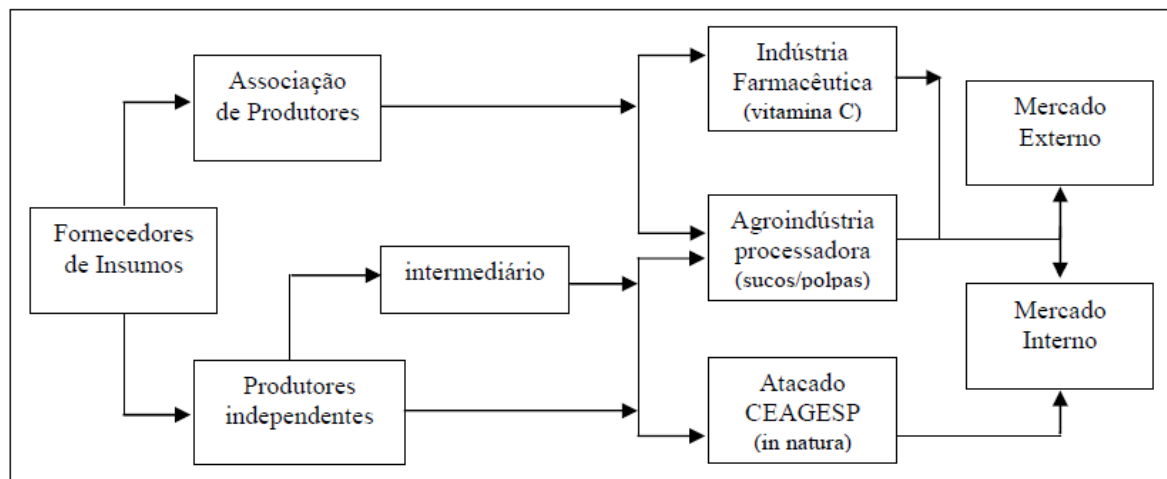 Associação
de Produtores
Indústria
Farmacêutica
(vitamina C)
Mercado
Externo
Fornecedores
de Insumos
intermediário
Agroindústria
processadora
(sucos/polpas)
Mercado
Interno
Produtores
independentes
Atacado
CEAGESP
(in natura)